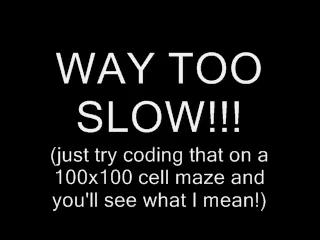 WAY TOO
SLOW!!!
(just try coding that on a
100x100 cell maze and
you'll see what I mean!)